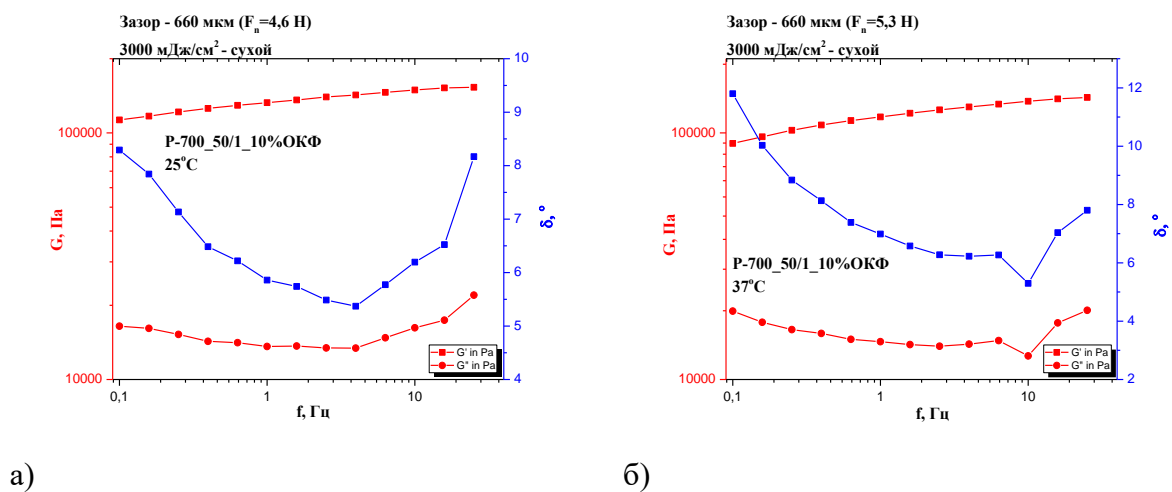 Зазор - 660 мкм (Fn=4,6 Н)
3000 мДж/см² - сухой
100000
10000
G, Па
10
9
8
7
6
5
4
δ, °
P-700_50/1_10%ОКФ
25°C
G' in Pa
G'' in Pa
0,1
1
10
f, Гц
а)
Зазор - 660 мкм (Fn=5,3 Н)
3000 мДж/см² - сухой
100000
10000
G, Па
12
10
8
6
4
2
δ, °
P-700_50/1_10%ОКФ
37°C
G' in Pa
G'' in Pa
0,1
1
10
f, Гц
б)